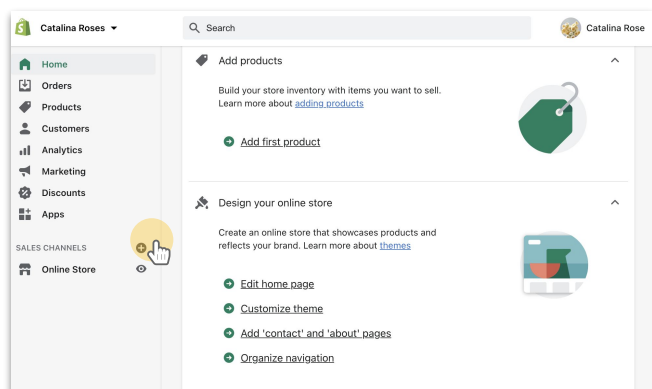 Catalina Roses
Search
Catalina Rose
Home
Orders
Products
Customers
Analytics
Marketing
Discounts
Apps
SALES CHANNELS
Online Store
Add products
Build your store inventory with items you want to sell.
Learn more about adding products
Add first product
Design your online store
Create an online store that showcases products and
reflects your brand. Learn more about themes
Edit home page
Customize theme
Add 'contact' and 'about' pages
Organize navigation